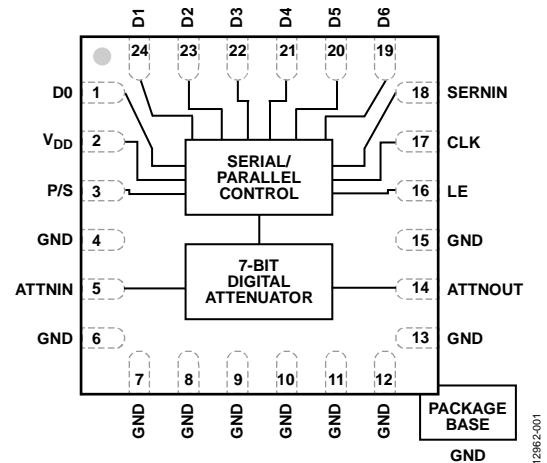 D1
D2
D3
D4
D5
D6
24
23
22
21
20
19
D0
1
VDD
2
P/S
3
GND
4
ATTNIN
5
GND
6
18
SERNIN
17
CLK
16
LE
15
GND
14
ATTNOUT
13
GND
SERIAL/
PARALLEL
CONTROL
7-BIT
DIGITAL
ATTENUATOR
7
8
9
10
11
12
GND
GND
GND
GND
GND
GND
PACKAGE
BASE
GND
12962-001